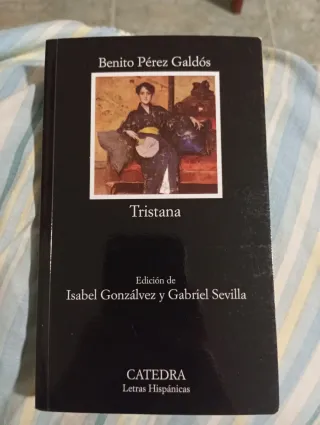 Benito Pérez Galdós
Tristana
Edición de
Isabel Gonzálvez y Gabriel Sevilla
CATEDRA
Letras Hispánicas